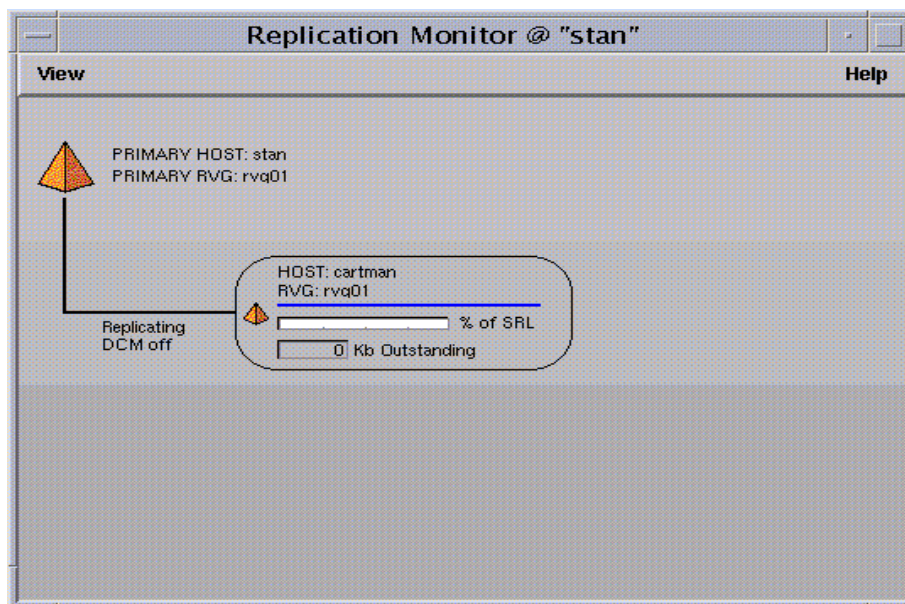 Replication Monitor @ "stan"
View Help
PRIMARY HOST: stan
PRIMARY RVG: rvg01
HOST: cartman
RVG: rvg01
% of SRL
Replicating
DCM off
0 Kb Outstanding